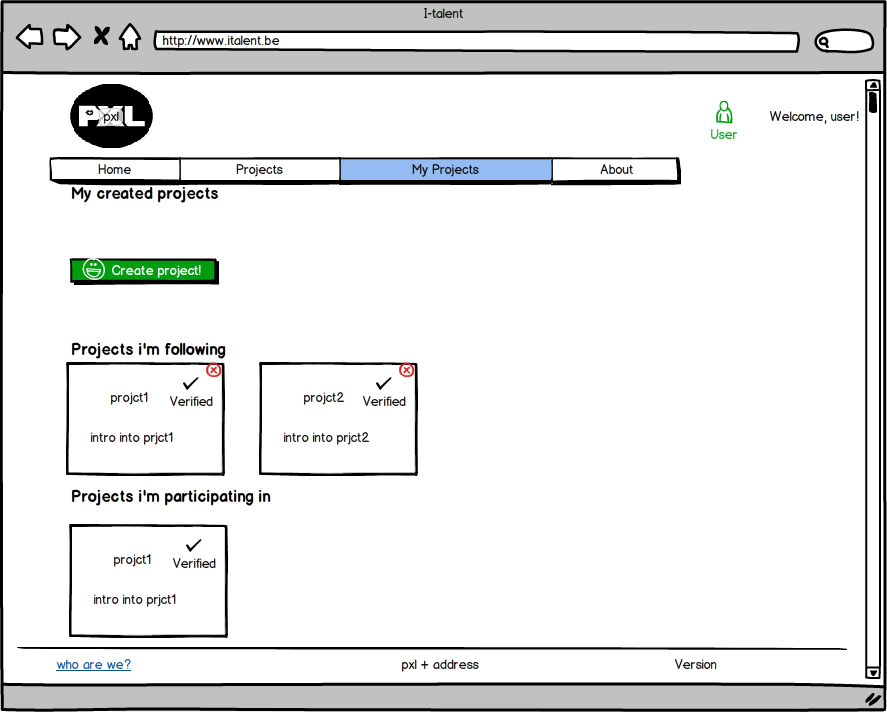 I-talent
http://www.italent.be
PXL
pxl
User
Welcome, user!
Home Projects My Projects About
My created projects
Create project!
Projects i'm following
projct1 Verified
intro into prjct1
projct2 Verified
intro into prjct2
Projects i'm participating in
projct1 Verified
intro into prjct1
who are we? pxl + address Version